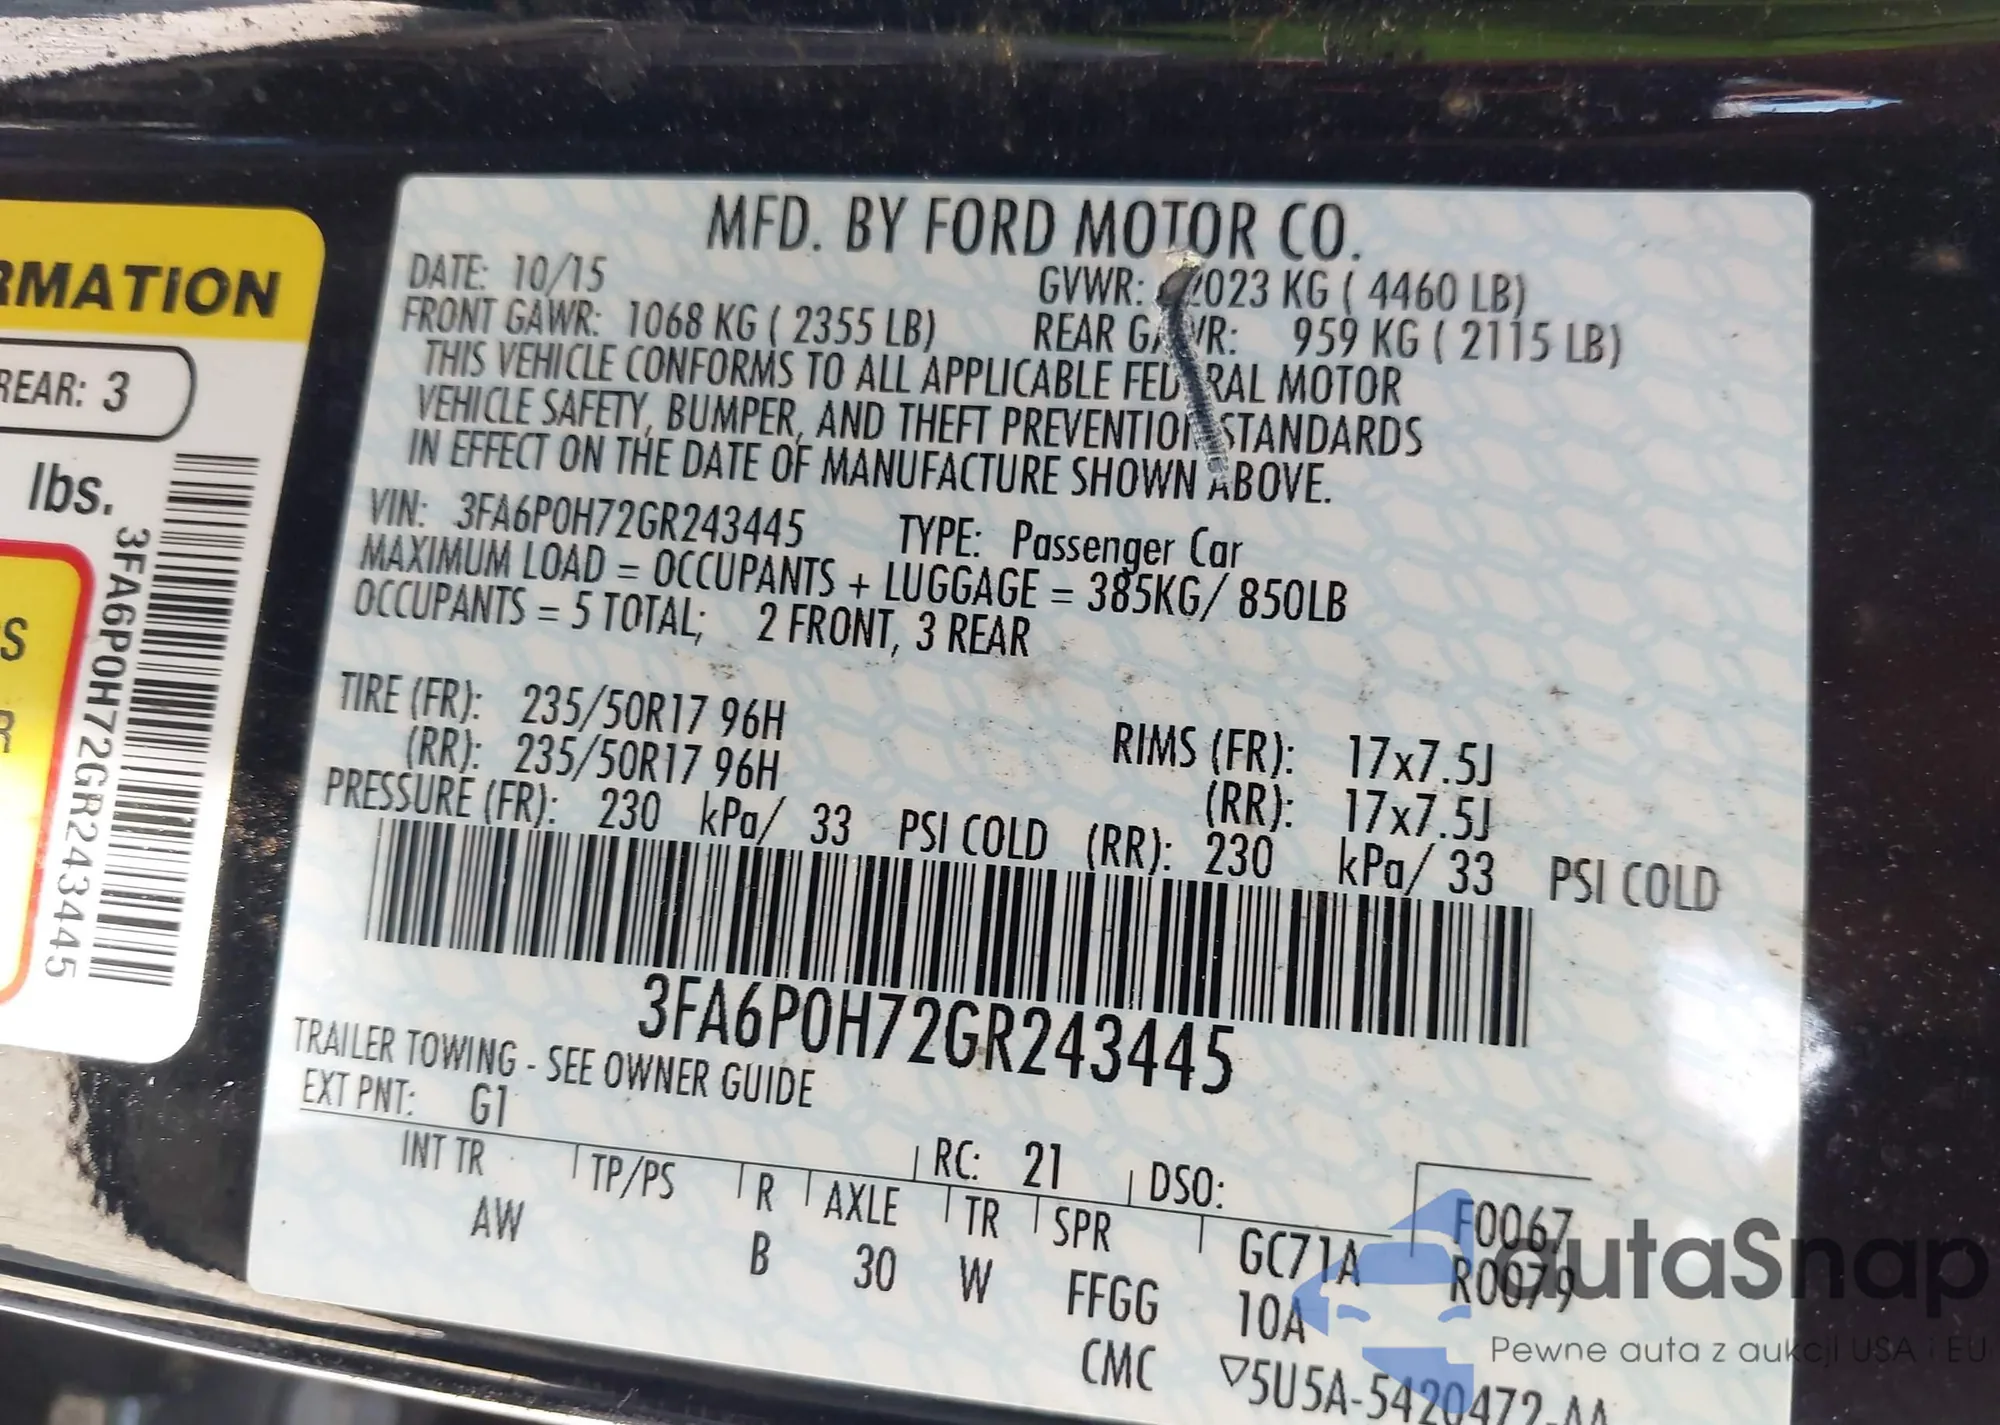 RMATION
REAR: 3
lbs.
S
R
3FA6P0H72GR243445
MFD. BY FORD MOTOR CO.
DATE: 10/15 GVWR: 2023 KG ( 4460 LB)
FRONT GAWR: 1068 KG ( 2355 LB) REAR GAWR: 959 KG ( 2115 LB)
THIS VEHICLE CONFORMS TO ALL APPLICABLE FEDERAL MOTOR
VEHICLE SAFETY, BUMPER, AND THEFT PREVENTION STANDARDS
IN EFFECT ON THE DATE OF MANUFACTURE SHOWN ABOVE.
VIN: 3FA6P0H72GR243445 TYPE: Passenger Car
MAXIMUM LOAD = OCCUPANTS + LUGGAGE = 385KG/ 850LB
OCCUPANTS = 5 TOTAL; 2 FRONT, 3 REAR
TIRE (FR): 235/50R17 96H RIMS (FR): 17x7.5J
(RR): 235/50R17 96H (RR): 17x7.5J
PRESSURE (FR): 230 kPa/ 33 PSI COLD (RR): 230 kPa/ 33 PSI COLD
3FA6P0H72GR243445
TRAILER TOWING - SEE OWNER GUIDE
EXT PNT: G1 RC: 21 DSO: F0067
INT TR TP/PS R AXLE TR SPR GC71A R0079
AW B 30 W FFGG 10A
CMC ▽5U5A-5420472-AA
autaSnap
Pewne auta z aukcji USA i EU